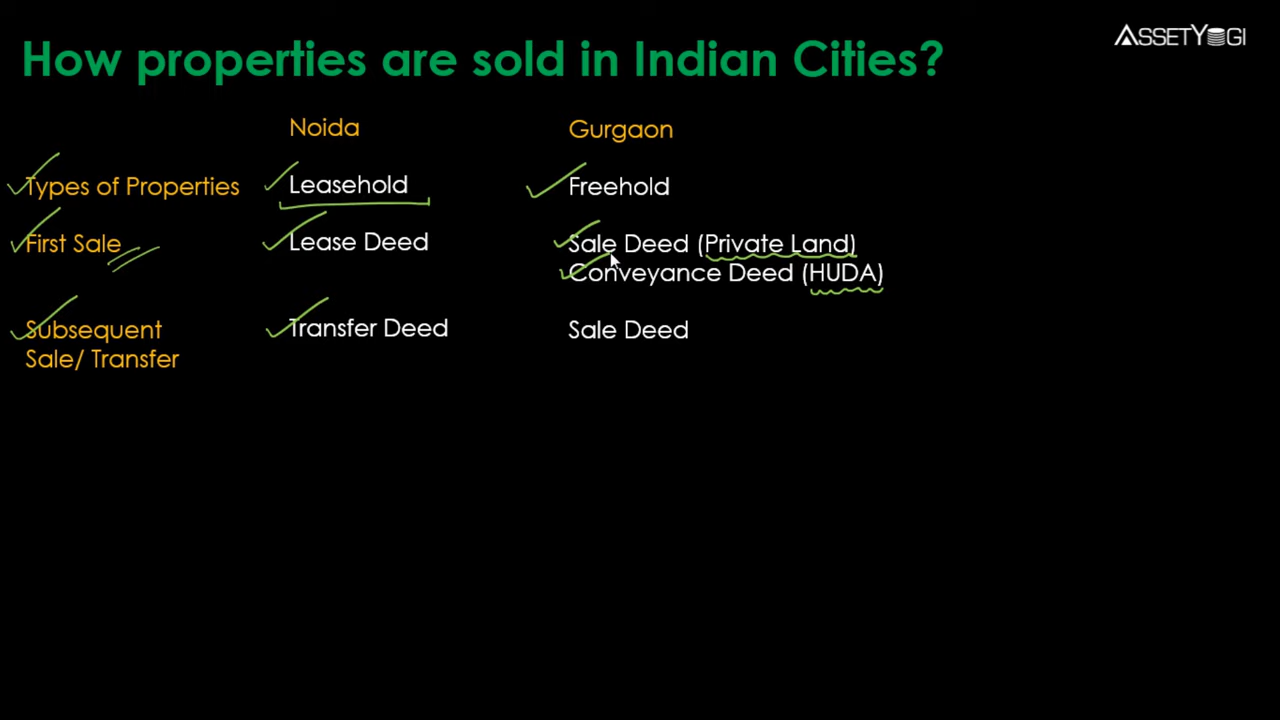 ASSETYOGI
How properties are sold in Indian Cities?
Noida Gurgaon
Types of Properties Leasehold Freehold
First Sale Lease Deed Sale Deed (Private Land)
Conveyance Deed (HUDA)
Subsequent Transfer Deed Sale Deed
Sale/ Transfer